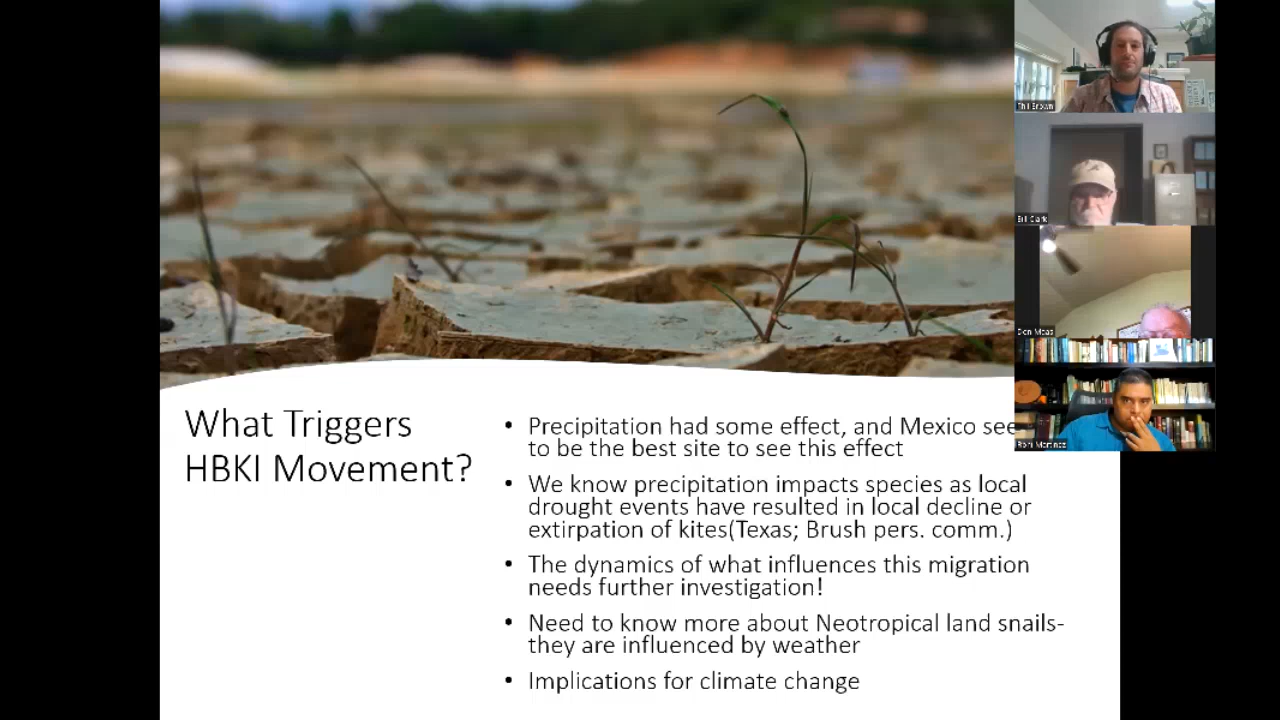 What Triggers
HBKI Movement?
• Precipitation had some effect, and Mexico see
to be the best site to see this effect
• We know precipitation impacts species as local
drought events have resulted in local decline or
extirpation of kites(Texas; Brush pers. comm.)
• The dynamics of what influences this migration
needs further investigation!
• Need to know more about Neotropical land snails-
they are influenced by weather
• Implications for climate change
Phil Brown
Bill Clark
Don Maas
Roni Martinez